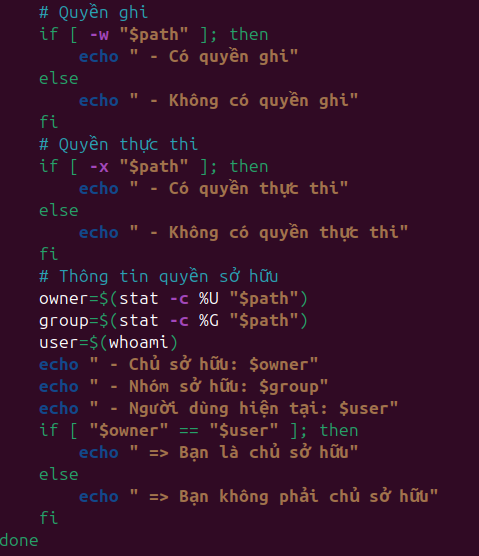 # Quyền ghi
if [ -w "$path" ]; then
echo " - Có quyền ghi"
else
echo " - Không có quyền ghi"
fi
# Quyền thực thi
if [ -x "$path" ]; then
echo " - Có quyền thực thi"
else
echo " - Không có quyền thực thi"
fi
# Thông tin quyền sở hữu
owner=$(stat -c %U "$path")
group=$(stat -c %G "$path")
user=$(whoami)
echo " - Chủ sở hữu: $owner"
echo " - Nhóm sở hữu: $group"
echo " - Người dùng hiện tại: $user"
if [ "$owner" == "$user" ]; then
echo " => Bạn là chủ sở hữu"
else
echo " => Bạn không phải chủ sở hữu"
fi
done